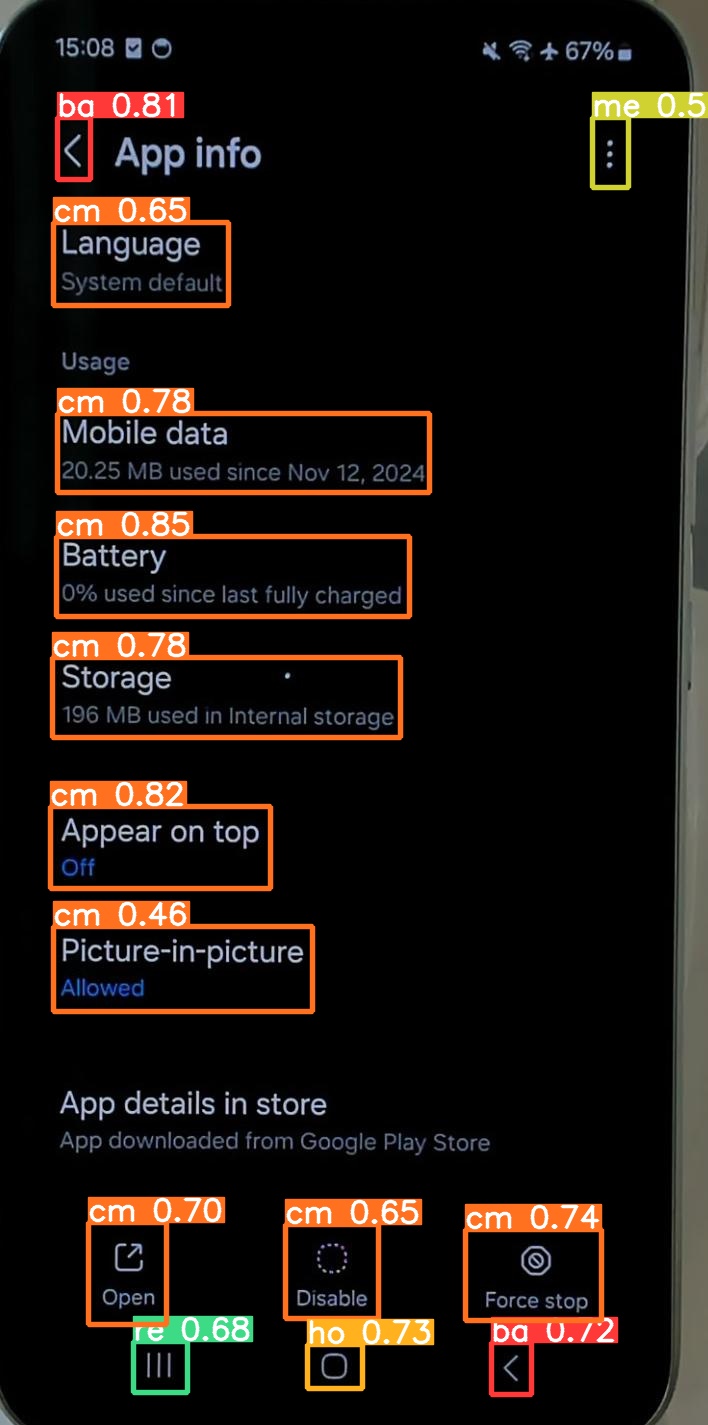 15:08 67%
ba 0.81
me 0.5
App info
cm 0.65
Language
System default
Usage
cm 0.78
Mobile data
20.25 MB used since Nov 12, 2024
cm 0.85
Battery
0% used since last fully charged
cm 0.78
Storage
196 MB used in Internal storage
cm 0.82
Appear on top
Off
cm 0.46
Picture-in-picture
Allowed
App details in store
App downloaded from Google Play Store
cm 0.70 cm 0.65 cm 0.74
Open Disable Force stop
re 0.68 ho 0.73 ba 0.72